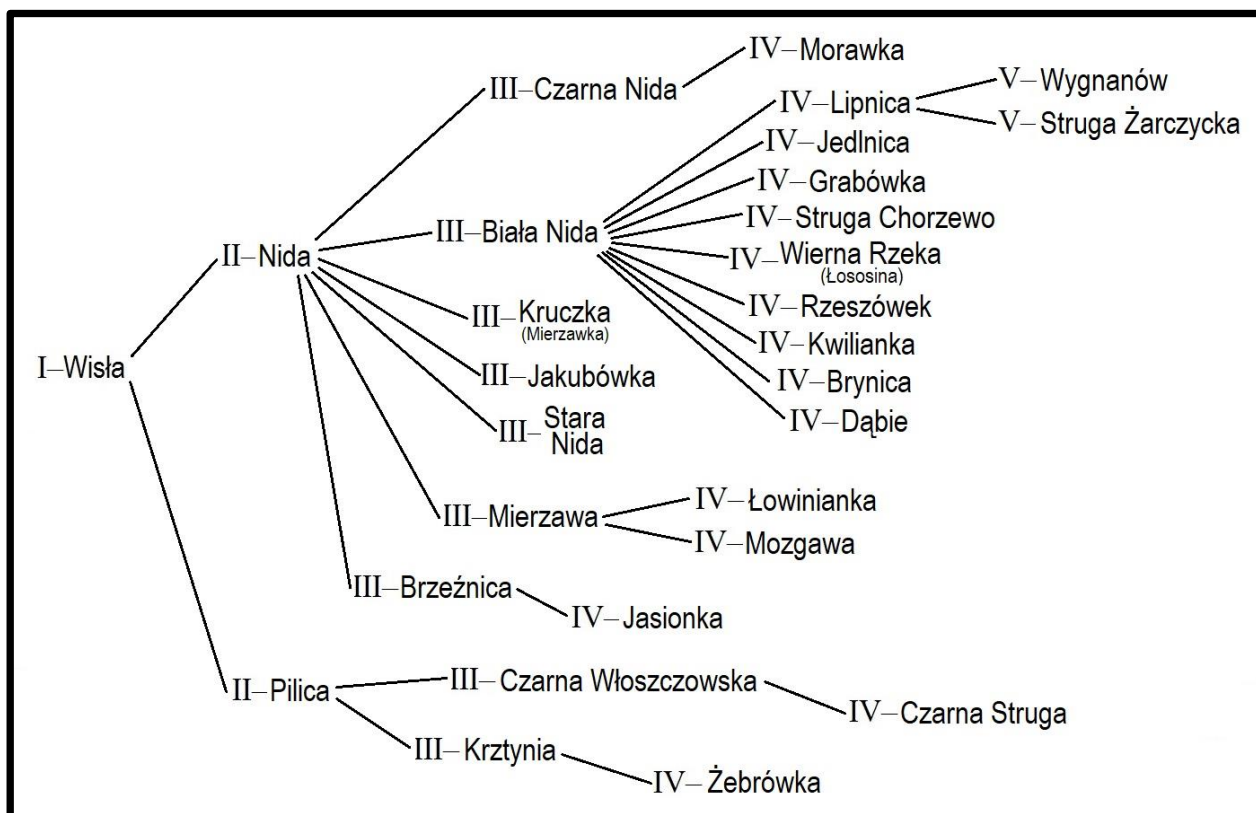 IV–Morawka
III–Czarna Nida
IV–Lipnica
V–Wygnanów
V–Struga Żarczycka
IV–Jedlnica
IV–Grabówka
IV–Struga Chorzewo
III–Biała Nida
II–Nida
IV–Wierna Rzeka
(Łososina)
IV–Rzeszówek
III–Kruczka
(Mierzawka)
IV–Kwilianka
I–Wisła
III–Jakubówka
IV–Brynica
III–Stara
Nida
IV–Dąbie
IV–Łowinianka
III–Mierzawa
IV–Mozgawa
III–Brzeźnica
IV–Jasionka
II–Pilica
III–Czarna Włoszczowska
IV–Czarna Struga
III–Krztynia
IV–Żebrówka